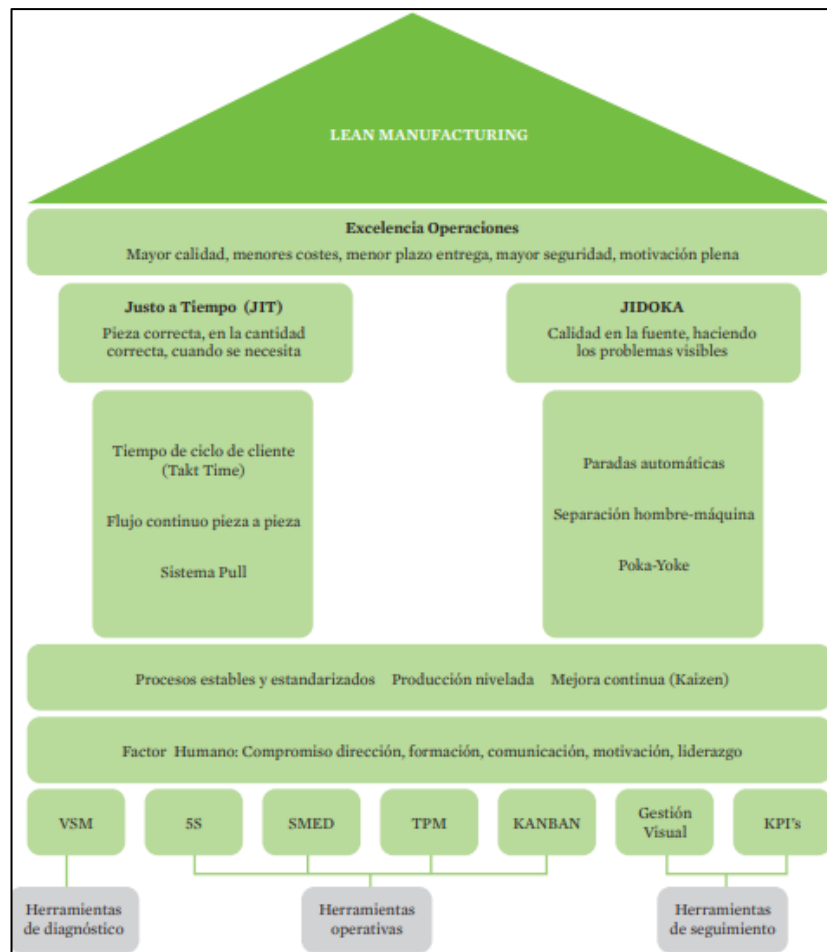 LEAN MANUFACTURING
Excelencia Operaciones
Mayor calidad, menores costes, menor plazo entrega, mayor seguridad, motivación plena
Justo a Tiempo (JIT)
Pieza correcta, en la cantidad
correcta, cuando se necesita
JIDOKA
Calidad en la fuente, haciendo
los problemas visibles
Tiempo de ciclo de cliente
(Takt Time)
Flujo continuo pieza a pieza
Sistema Pull
Paradas automáticas
Separación hombre-máquina
Poka-Yoke
Procesos estables y estandarizados Producción nivelada Mejora continua (Kaizen)
Factor Humano: Compromiso dirección, formación, comunicación, motivación, liderazgo
VSM
5S
SMED
TPM
KANBAN
Gestión
Visual
KPI's
Herramientas
de diagnóstico
Herramientas
operativas
Herramientas
de seguimiento